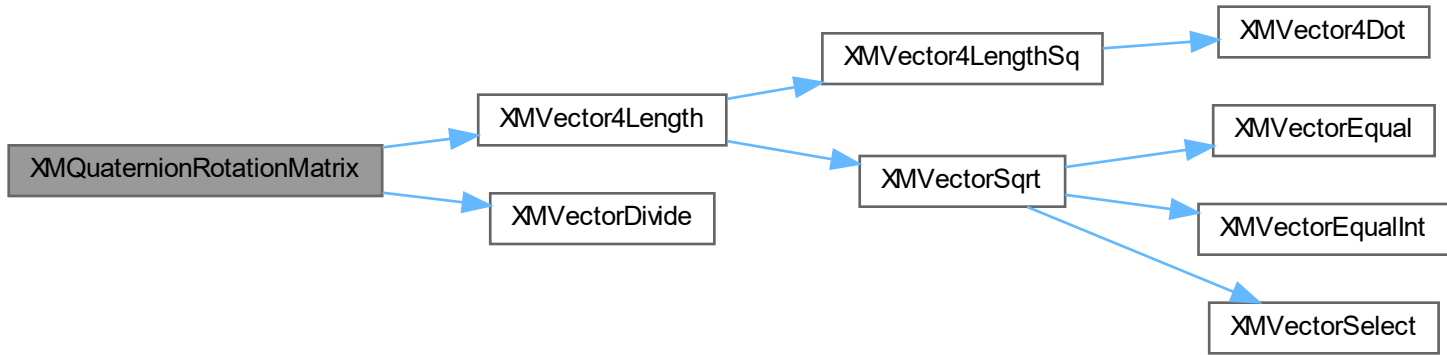 XMQuaternionRotationMatrix
XMVector4Length
XMVectorDivide
XMVector4LengthSq
XMVectorSqrt
XMVector4Dot
XMVectorEqual
XMVectorEqualInt
XMVectorSelect